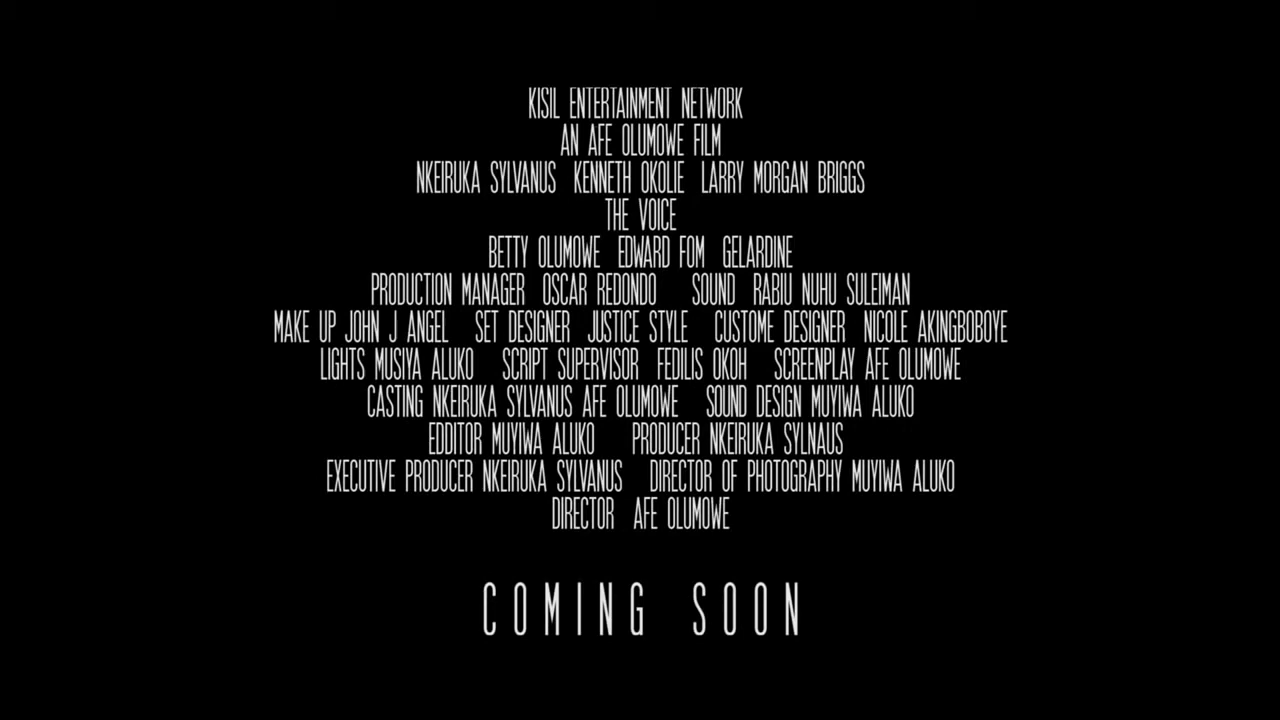 KISIL ENTERTAINMENT NETWORK
AN AFE OLUMOWE FILM
NKEIRUKA SYLVANUS KENNETH OKOLIE LARRY MORGAN BRIGGS
THE VOICE
BETTY OLUMOWE EDWARD FOM GELARDINE
PRODUCTION MANAGER OSCAR REDONDO SOUND RABIU NUHU SULEIMAN
MAKE UP JOHN J ANGEL SET DESIGNER JUSTICE STYLE CUSTOME DESIGNER NICOLE AKINGBOBOYE
LIGHTS MUSIYA ALUKO SCRIPT SUPERVISOR FEDILIS OKOH SCREENPLAY AFE OLUMOWE
CASTING NKEIRUKA SYLVANUS AFE OLUMOWE SOUND DESIGN MUYIWA ALUKO
EDDITOR MUYIWA ALUKO PRODUCER NKEIRUKA SYLNAUS
EXECUTIVE PRODUCER NKEIRUKA SYLVANUS DIRECTOR OF PHOTOGRAPHY MUYIWA ALUKO
DIRECTOR AFE OLUMOWE
COMING SOON